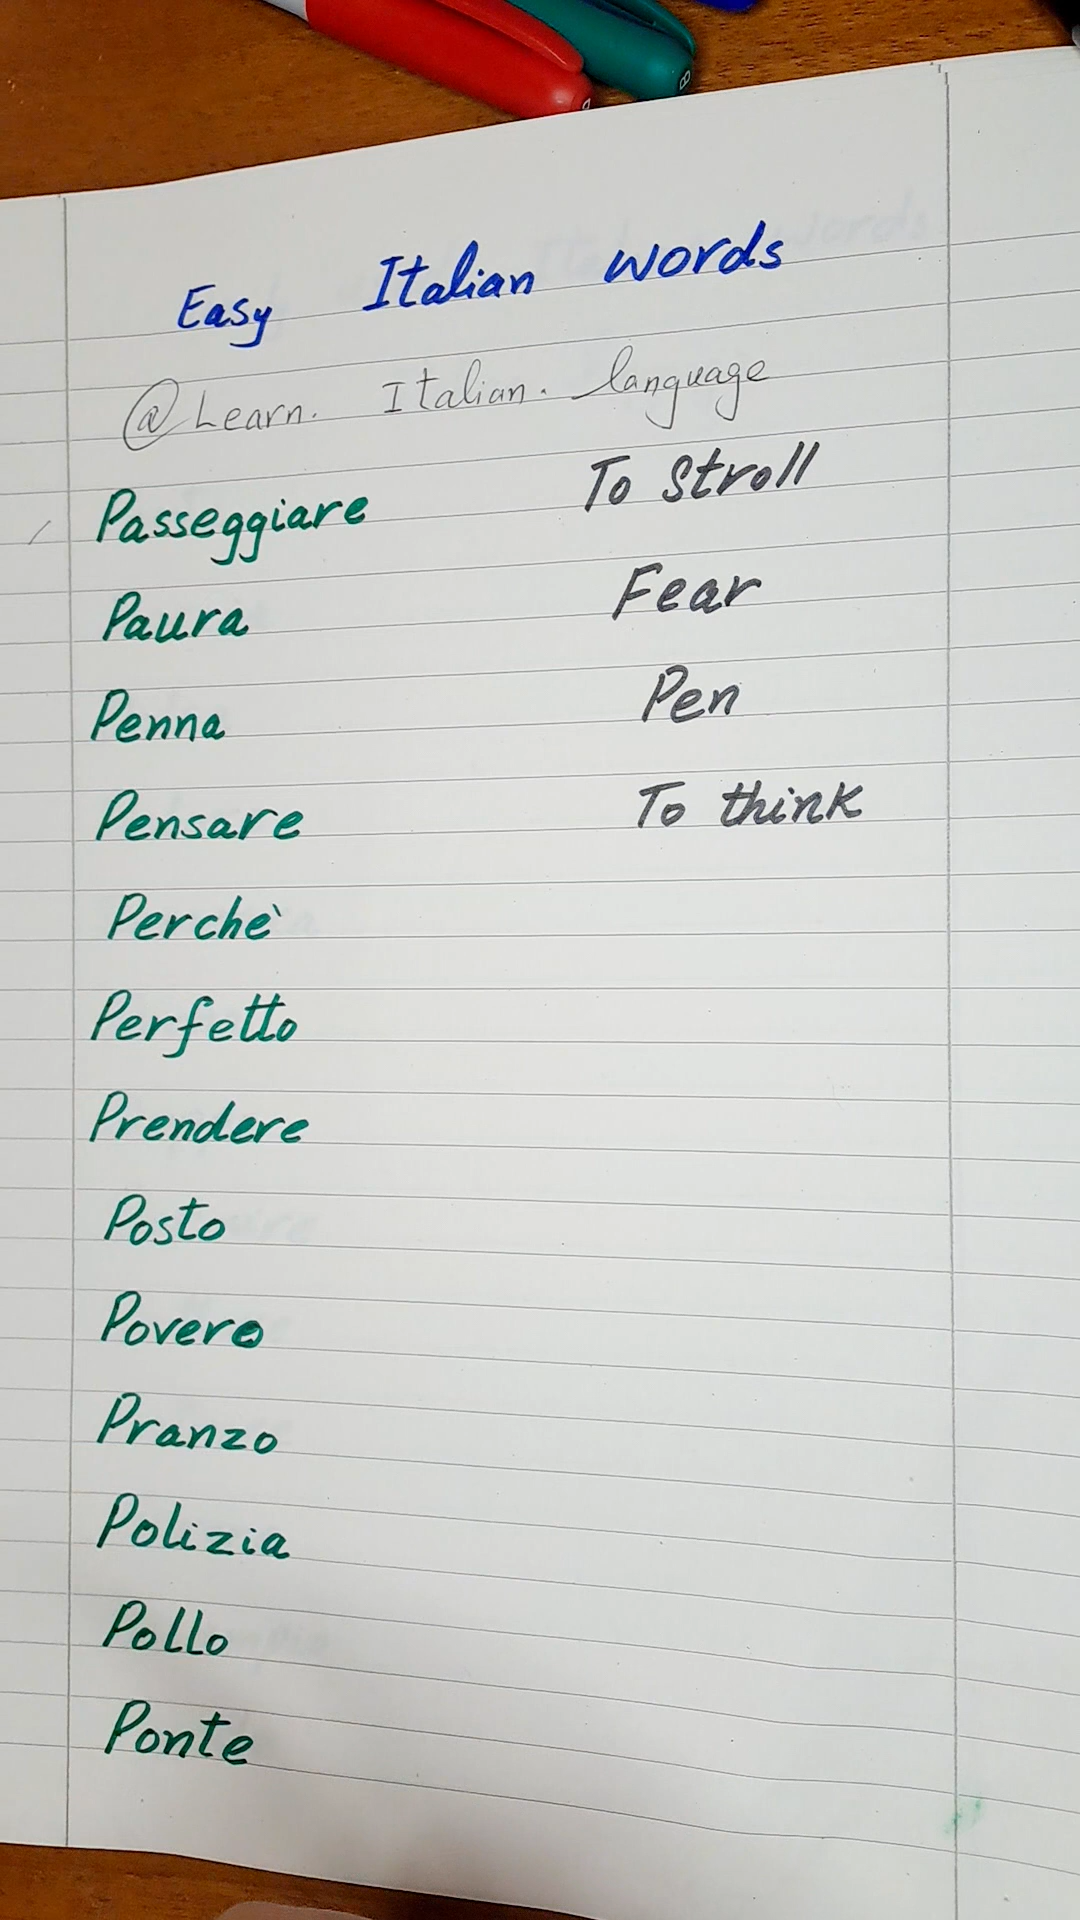 Easy Italian words
@Learn. Italian. language
Passeggiare To Stroll
Paura Fear
Penna Pen
Pensare To think
Perchè
Perfetto
Prendere
Posto
Povero
Pranzo
Polizia
Pollo
Ponte